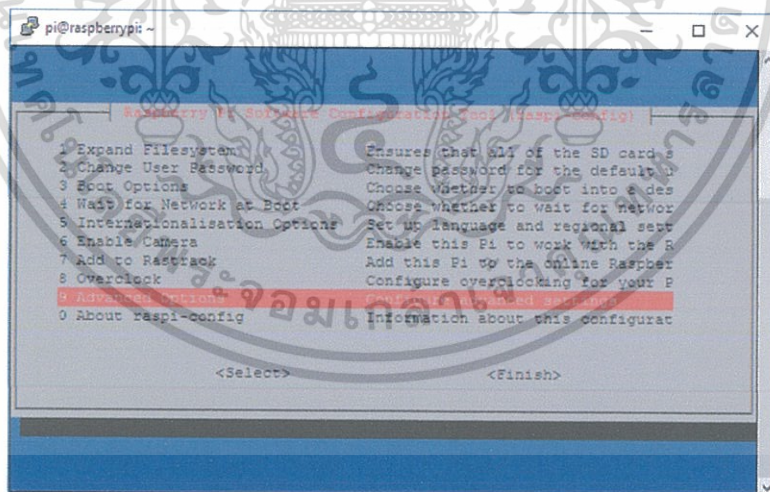 pi@raspberrypi: ~
Raspberry Pi Software Configuration Tool (raspi-config)
1 Expand Filesystem Ensures that all of the SD card s
2 Change User Password Change password for the default u
3 Boot Options Choose whether to boot into a des
4 Wait for Network at Boot Choose whether to wait for networ
5 Internationalisation Options Set up language and regional sett
6 Enable Camera Enable this Pi to work with the R
7 Add to Rastrack Add this Pi to the online Raspber
8 Overclock Configure overclocking for your P
9 Advanced Options Configure advanced settings
0 About raspi-config Information about this configurat
<Select> <Finish>